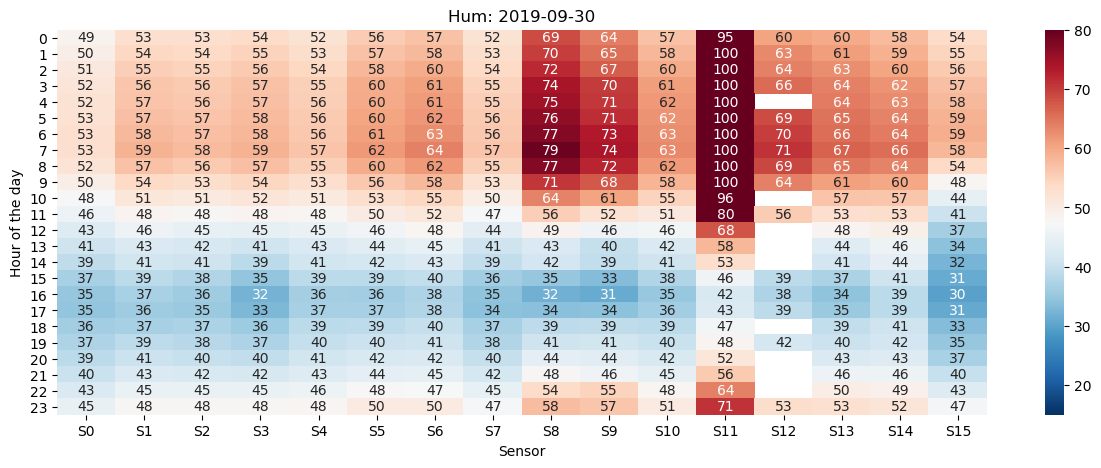 Hum: 2019-09-30
0 49 53 53 54 52 56 57 52 69 64 57 95 60 60 58 54
1 50 54 54 55 53 57 58 53 70 65 58 100 63 61 59 55
2 51 55 55 56 54 58 60 54 72 67 60 100 64 63 60 56
3 52 56 56 57 55 60 61 55 74 70 61 100 66 64 62 57
4 52 57 56 57 56 60 61 55 75 71 62 100 64 63 58
5 53 57 57 58 56 60 62 56 76 71 62 100 69 65 64 59
6 53 58 57 58 56 61 63 56 77 73 63 100 70 66 64 59
7 53 59 58 59 57 62 64 57 79 74 63 100 71 67 66 58
8 52 57 56 57 55 60 62 55 77 72 62 100 69 65 64 54
9 50 54 53 54 53 56 58 53 71 68 58 100 64 61 60 48
10 48 51 51 52 51 53 55 50 64 61 55 96 57 57 44
11 46 48 48 48 48 50 52 47 56 52 51 80 56 53 53 41
12 43 46 45 45 45 46 48 44 49 46 46 68 48 49 37
13 41 43 42 41 43 44 45 41 43 40 42 58 44 46 34
14 39 41 41 39 41 42 43 39 42 39 41 53 41 44 32
15 37 39 38 35 39 39 40 36 35 33 38 46 39 37 41 31
16 35 37 36 32 36 36 38 35 32 31 35 42 38 34 39 30
17 35 36 35 33 37 37 38 34 34 34 36 43 39 35 39 31
18 36 37 37 36 39 39 40 37 39 39 39 47 39 41 33
19 37 39 38 37 40 40 41 38 41 41 40 48 42 40 42 35
20 39 41 40 40 41 42 42 40 44 44 42 52 43 43 37
21 40 43 42 42 43 44 45 42 48 46 45 56 46 46 40
22 43 45 45 45 46 48 47 45 54 55 48 64 50 49 43
23 45 48 48 48 48 50 50 47 58 57 51 71 53 53 52 47
S0 S1 S2 S3 S4 S5 S6 S7 S8 S9 S10 S11 S12 S13 S14 S15
Sensor
Hour of the day
80
70
60
50
40
30
20